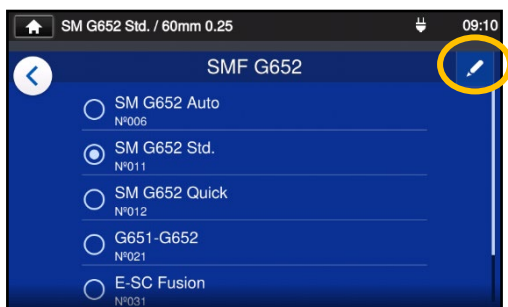 SM G652 Std. / 60mm 0.25 09:10
SMF G652
SM G652 Auto
Nº006
SM G652 Std.
Nº011
SM G652 Quick
Nº012
G651-G652
Nº021
E-SC Fusion
Nº031